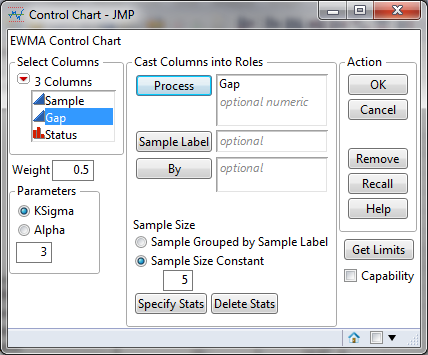 Control Chart - JMP
EWMA Control Chart
Select Columns
3 Columns
Sample
Gap
Status
Weight 0.5
Parameters
KSigma
Alpha
3
Cast Columns into Roles
Process
Gap
optional numeric
Sample Label
optional
By
optional
Sample Size
Sample Grouped by Sample Label
Sample Size Constant
5
Specify Stats
Delete Stats
Action
OK
Cancel
Remove
Recall
Help
Get Limits
Capability